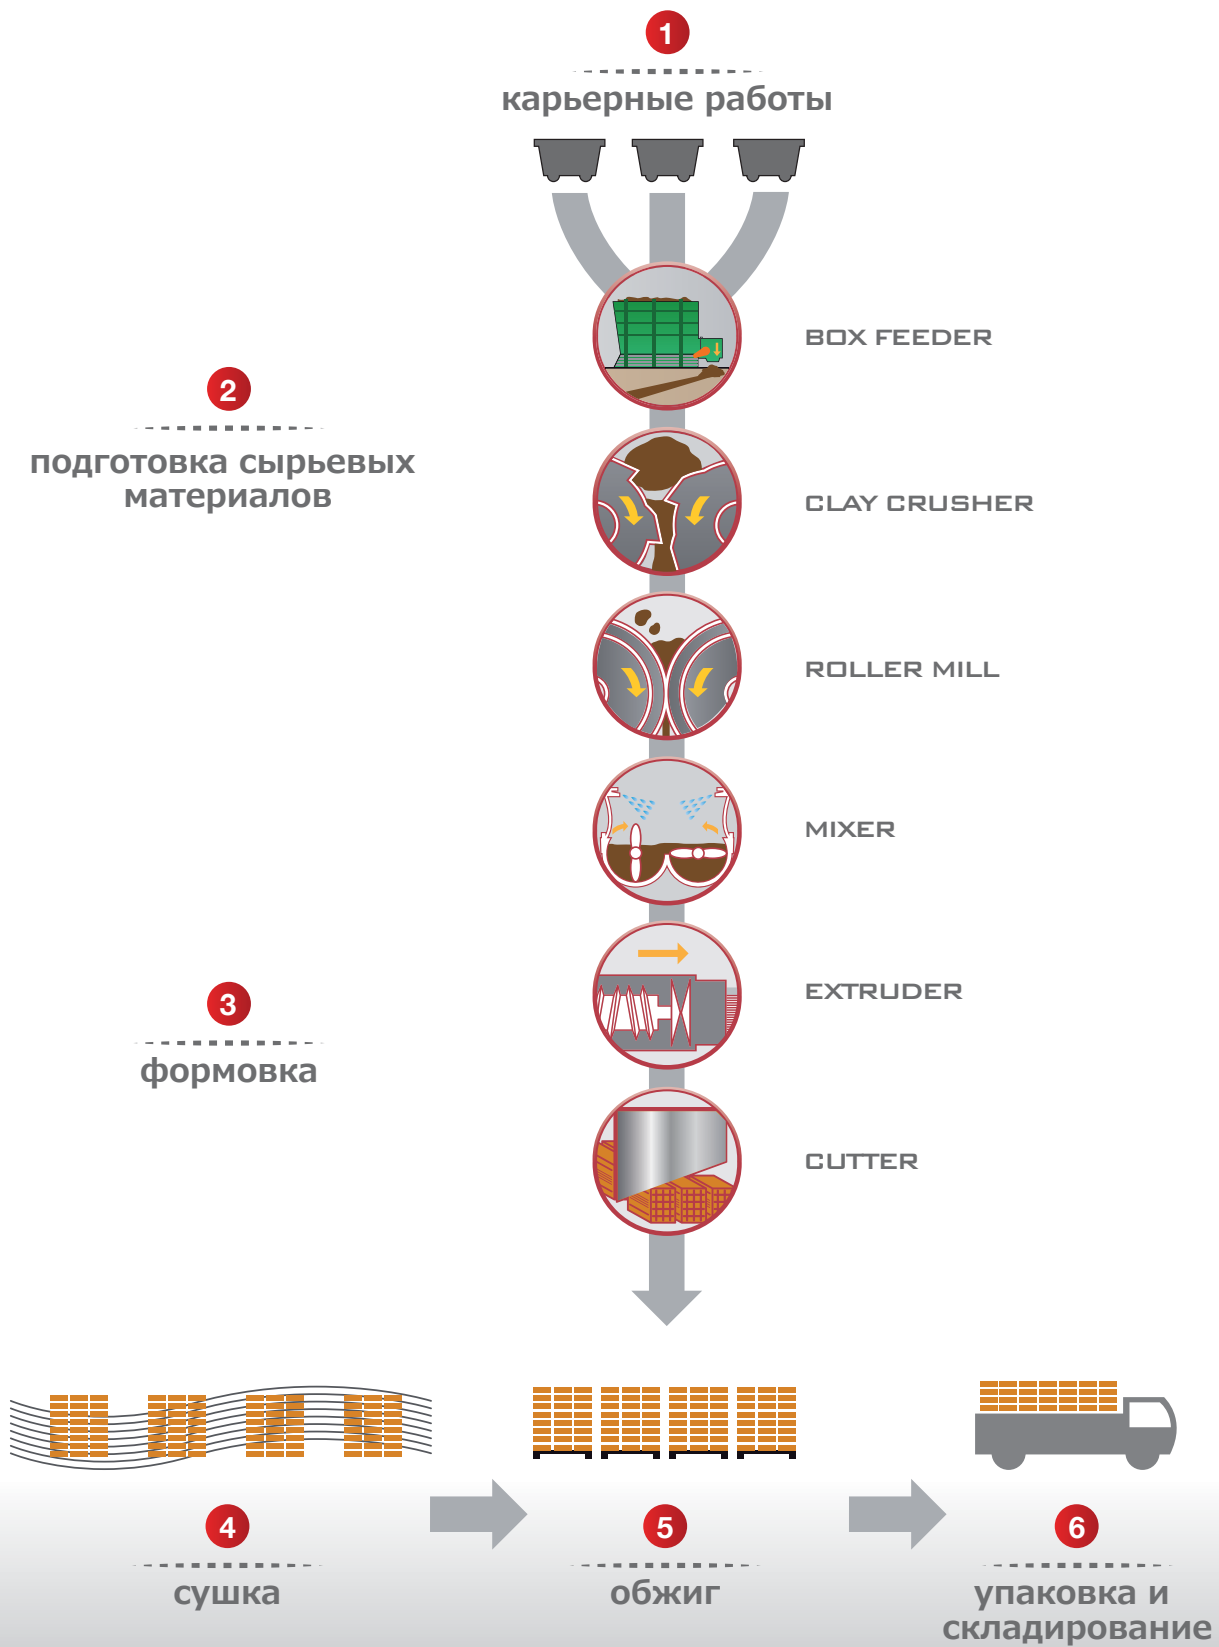 1
карьерные работы
BOX FEEDER
2
подготовка сырьевых
материалов
CLAY CRUSHER
ROLLER MILL
MIXER
3
формовка
EXTRUDER
CUTTER
4
сушка
5
обжиг
6
упаковка и
складирование